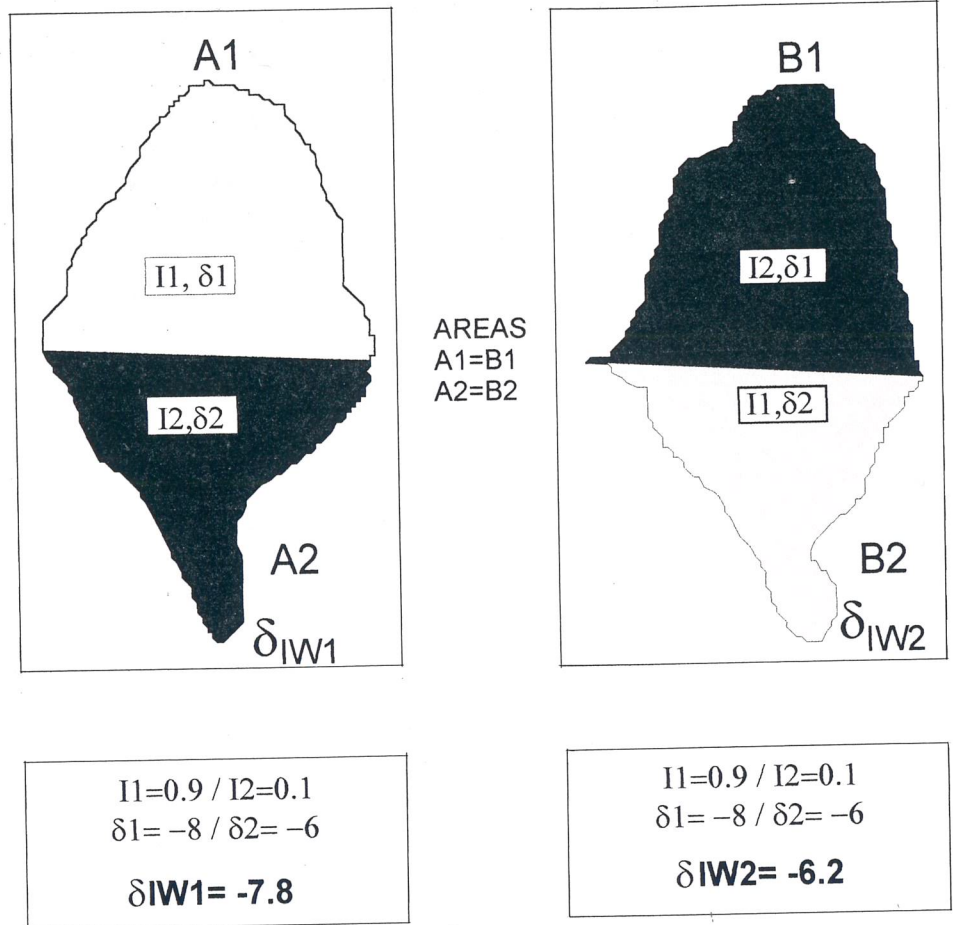 A1
I1, δ1
I2,δ2
A2
δIW1
AREAS
A1=B1
A2=B2
B1
I2,δ1
I1,δ2
B2
δIW2
I1=0.9 / I2=0.1
δ1= −8 / δ2= −6
δIW1= -7.8
I1=0.9 / I2=0.1
δ1= −8 / δ2= −6
δIW2= -6.2